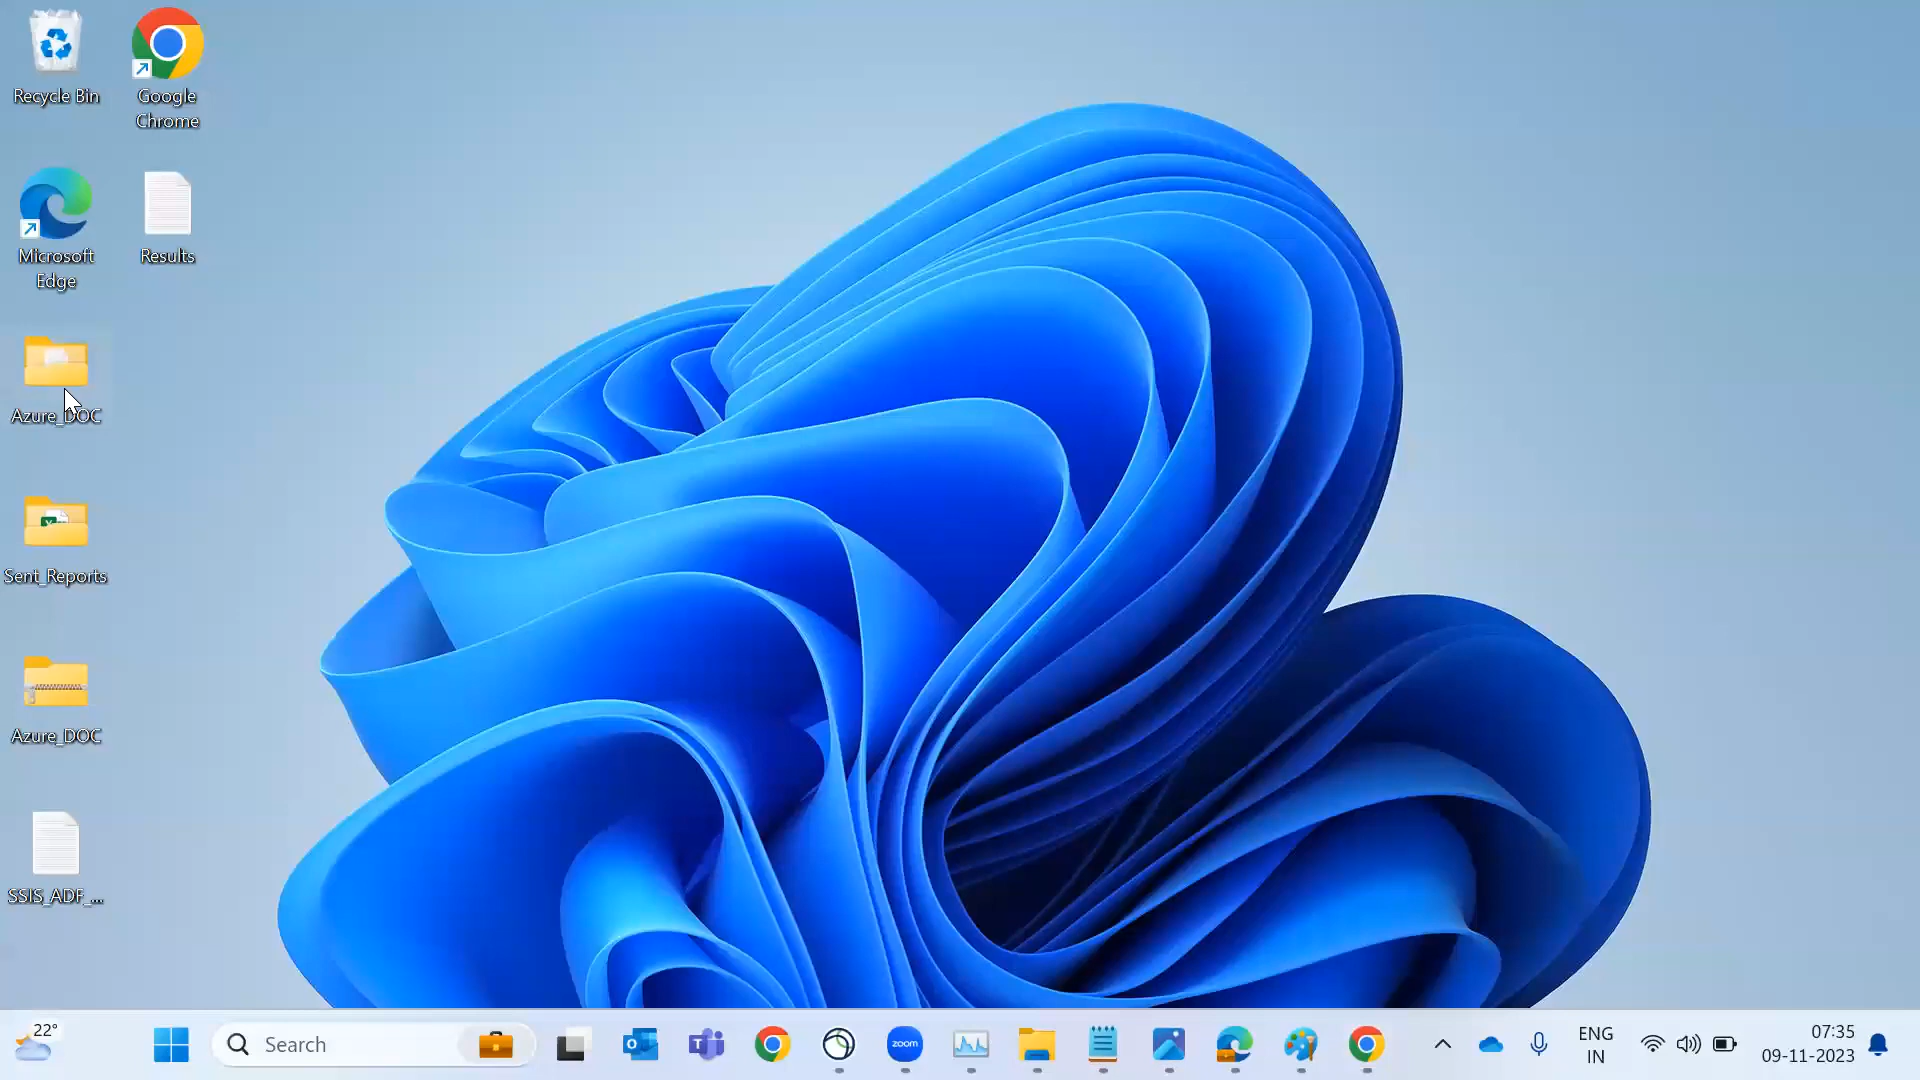 Recycle Bin
Google
Chrome
Microsoft
Edge
Results
Azure_DOC
Sent_Reports
Azure_DOC
SSIS_ADF_...
22°
Search
zoom
ENG
IN
07:35
09-11-2023